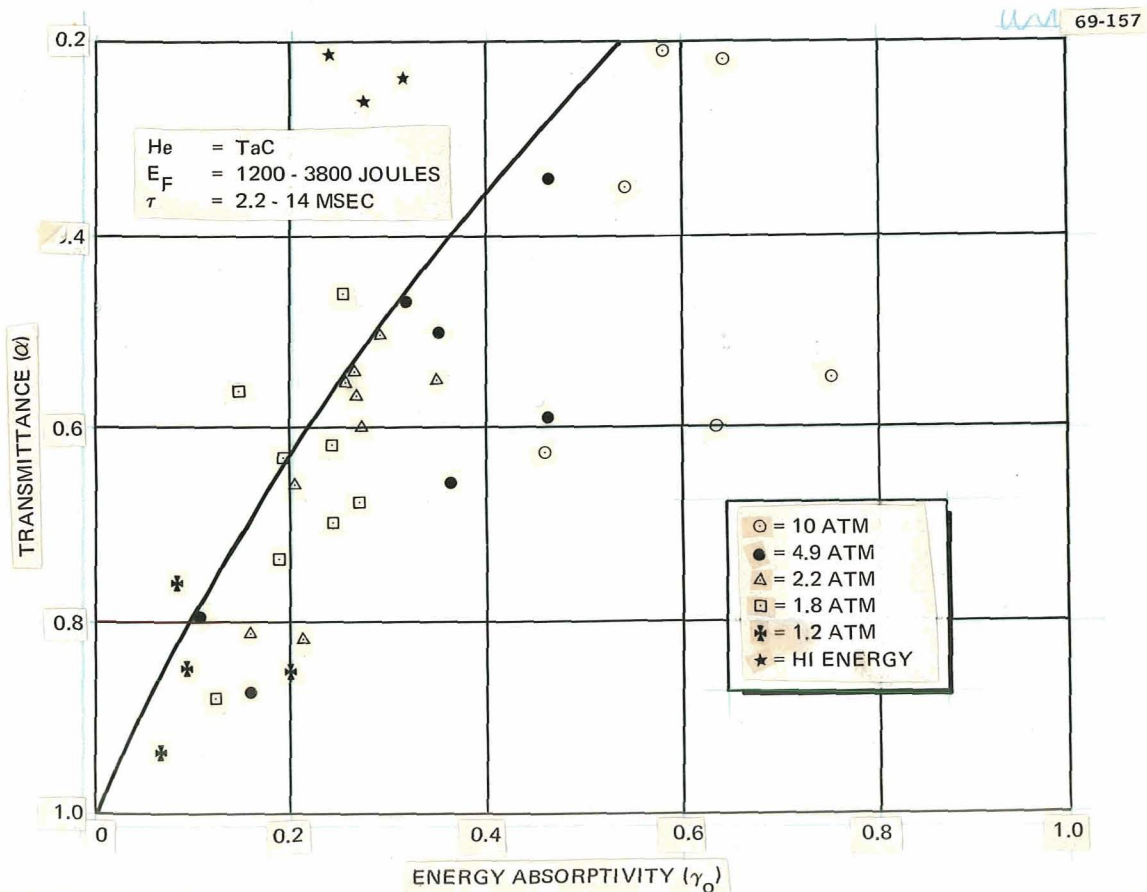 69-157
0.2
He = TaC
E_F = 1200 - 3800 JOULES
τ = 2.2 - 14 MSEC
0.4
TRANSMITTANCE (α)
0.6
⊙ = 10 ATM
● = 4.9 ATM
△ = 2.2 ATM
⊡ = 1.8 ATM
✠ = 1.2 ATM
★ = HI ENERGY
0.8
1.0
0 0.2 0.4 0.6 0.8 1.0
ENERGY ABSORPTIVITY (γ_o)